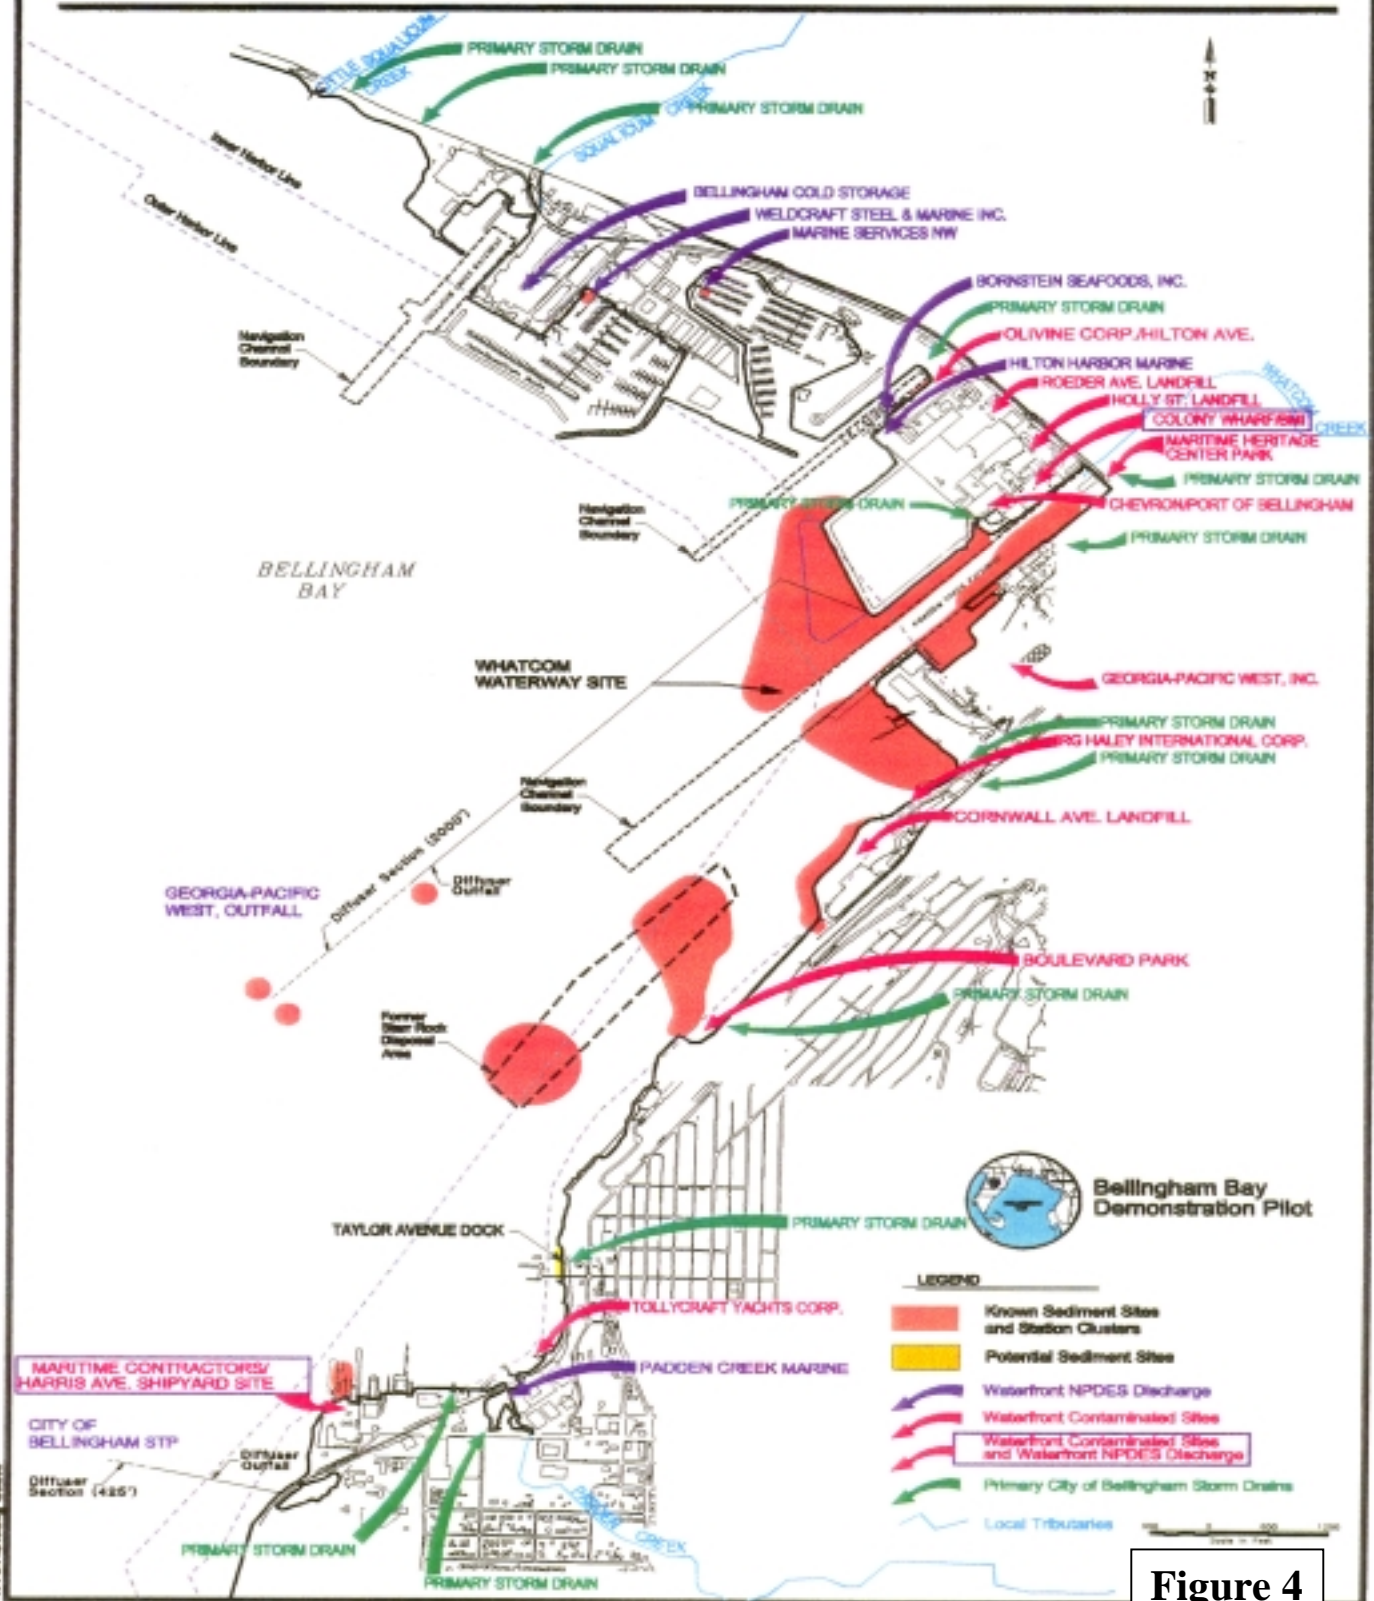 LITTLE SQUALICUM
CREEK
PRIMARY STORM DRAIN
PRIMARY STORM DRAIN
PRIMARY STORM DRAIN
SQUALICUM CREEK
N
Inner Harbor Line
Outer Harbor Line
BELLINGHAM COLD STORAGE
WELDCRAFT STEEL & MARINE INC.
MARINE SERVICES NW
BORNSTEIN SEAFOODS, INC.
PRIMARY STORM DRAIN
OLIVINE CORP./HILTON AVE.
HILTON HARBOR MARINE
ROEDER AVE. LANDFILL
HOLLY ST. LANDFILL
COLONY WHARF/BMI
WHATCOM
CREEK
MARITIME HERITAGE
CENTER PARK
PRIMARY STORM DRAIN
CHEVRON/PORT OF BELLINGHAM
PRIMARY STORM DRAIN
PRIMARY STORM DRAIN
Navigation
Channel
Boundary
Navigation
Channel
Boundary
BELLINGHAM
BAY
WHATCOM
WATERWAY SITE
GEORGIA-PACIFIC WEST, INC.
PRIMARY STORM DRAIN
RG HALEY INTERNATIONAL CORP.
PRIMARY STORM DRAIN
Navigation
Channel
Boundary
CORNWALL AVE. LANDFILL
Diffuser Section (2000')
Diffuser
Outfall
GEORGIA-PACIFIC
WEST, OUTFALL
BOULEVARD PARK
PRIMARY STORM DRAIN
Former
Starr Rock
Disposal
Area
TAYLOR AVENUE DOCK
PRIMARY STORM DRAIN
Bellingham Bay
Demonstration Pilot
TOLLYCRAFT YACHTS CORP.
PADDEN CREEK MARINE
MARITIME CONTRACTORS/
HARRIS AVE. SHIPYARD SITE
CITY OF
BELLINGHAM STP
Diffuser
Outfall
Diffuser
Section (425')
PRIMARY STORM DRAIN
PRIMARY STORM DRAIN
PADDEN CREEK
LEGEND
Known Sediment Sites
and Station Clusters
Potential Sediment Sites
Waterfront NPDES Discharge
Waterfront Contaminated Sites
Waterfront Contaminated Sites
and Waterfront NPDES Discharge
Primary City of Bellingham Storm Drains
Local Tributaries
Scale in Feet
Figure 4